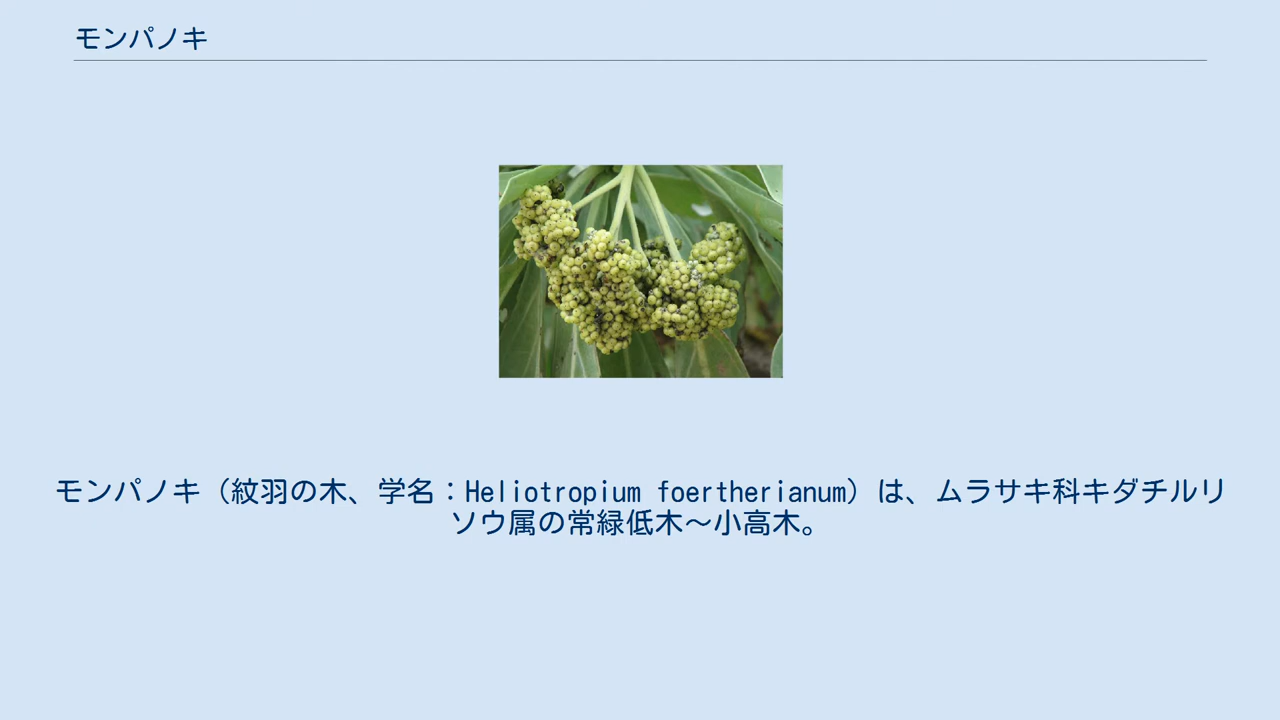 モンパノキ
モンパノキ（紋羽の木、学名：Heliotropium foertherianum）は、ムラサキ科キダチルリ
ソウ属の常緑低木〜小高木。